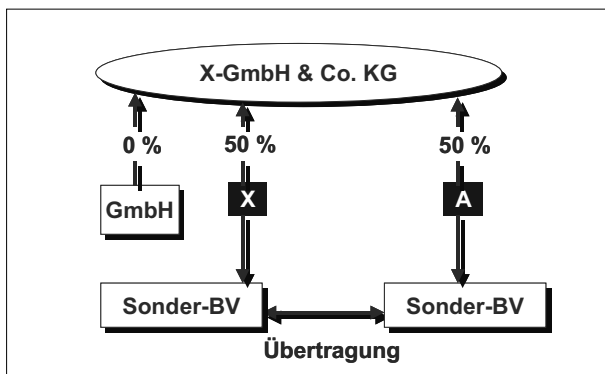 X-GmbH & Co. KG
0 % 50 % 50 %
GmbH X A
Sonder-BV Sonder-BV
Übertragung